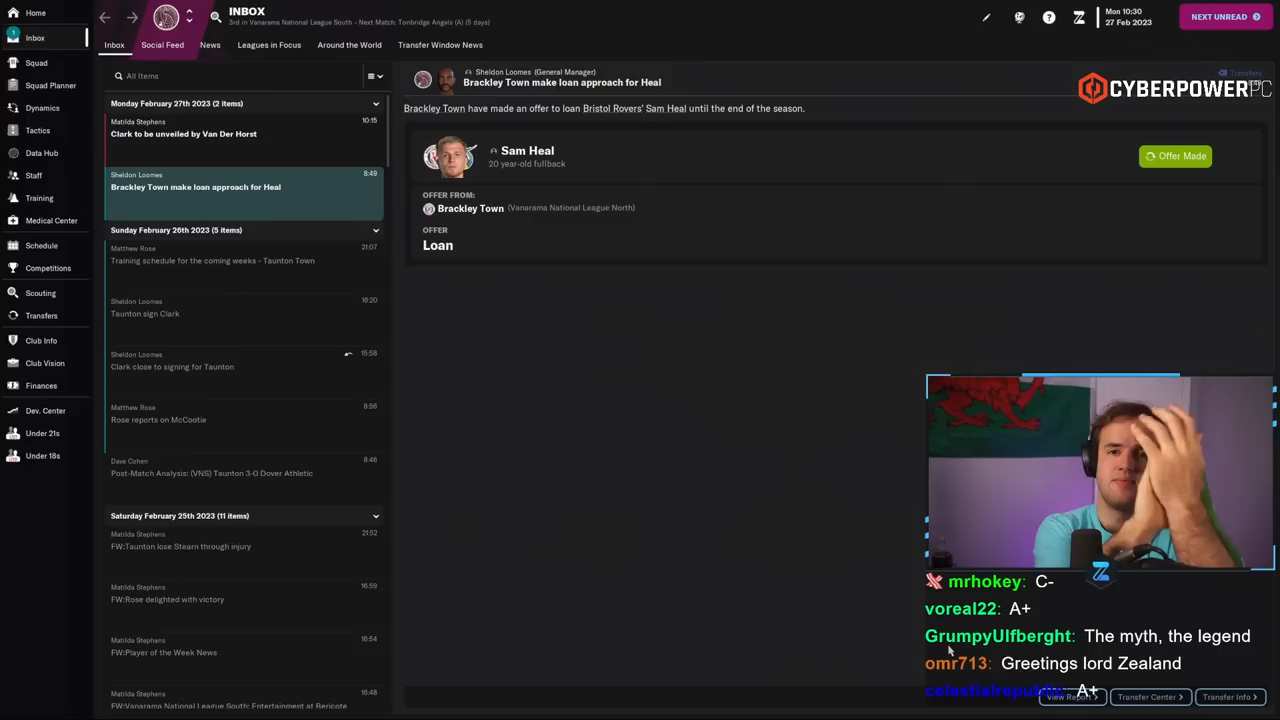 Home
INBOX
3rd in Vanarama National League South - Next Match: Tonbridge Angels (A) (5 days)
Mon 10:30
27 Feb 2023
NEXT UNREAD
1
Inbox
Squad
Squad Planner
Dynamics
Tactics
Data Hub
Staff
Training
Medical Center
Schedule
Competitions
Scouting
Transfers
Club Info
Club Vision
Finances
Dev. Center
Under 21s
Under 18s
Inbox
Social Feed
News
Leagues in Focus
Around the World
Transfer Window News
All Items
Monday February 27th 2023 (2 items)
Matilda Stephens 10:15
Clark to be unveiled by Van Der Horst
Sheldon Loomes 8:49
Brackley Town make loan approach for Heal
Sunday February 26th 2023 (5 items)
Matthew Rose 21:07
Training schedule for the coming weeks - Taunton Town
Sheldon Loomes 16:20
Taunton sign Clark
Sheldon Loomes 15:58
Clark close to signing for Taunton
Matthew Rose 8:56
Rose reports on McCootie
Dave Cohen 8:46
Post-Match Analysis: (VNS) Taunton 3-0 Dover Athletic
Saturday February 25th 2023 (11 items)
Matilda Stephens 21:52
FW:Taunton lose Stearn through injury
Matilda Stephens 16:59
FW:Rose delighted with victory
Matilda Stephens 16:54
FW:Player of the Week News
Matilda Stephens 16:48
FW:Vanarama National League South: Entertainment at Bericote
Sheldon Loomes (General Manager)
Brackley Town make loan approach for Heal
Transfers
CYBERPOWERPC
Brackley Town have made an offer to loan Bristol Rovers' Sam Heal until the end of the season.
Sam Heal
20 year-old fullback
Offer Made
OFFER FROM:
Brackley Town (Vanarama National League North)
OFFER
Loan
mrhokey: C-
voreal22: A+
GrumpyUlfberght: The myth, the legend
omr713: Greetings lord Zealand
celestialrepublic: A+
View Report
Transfer Center
Transfer Info